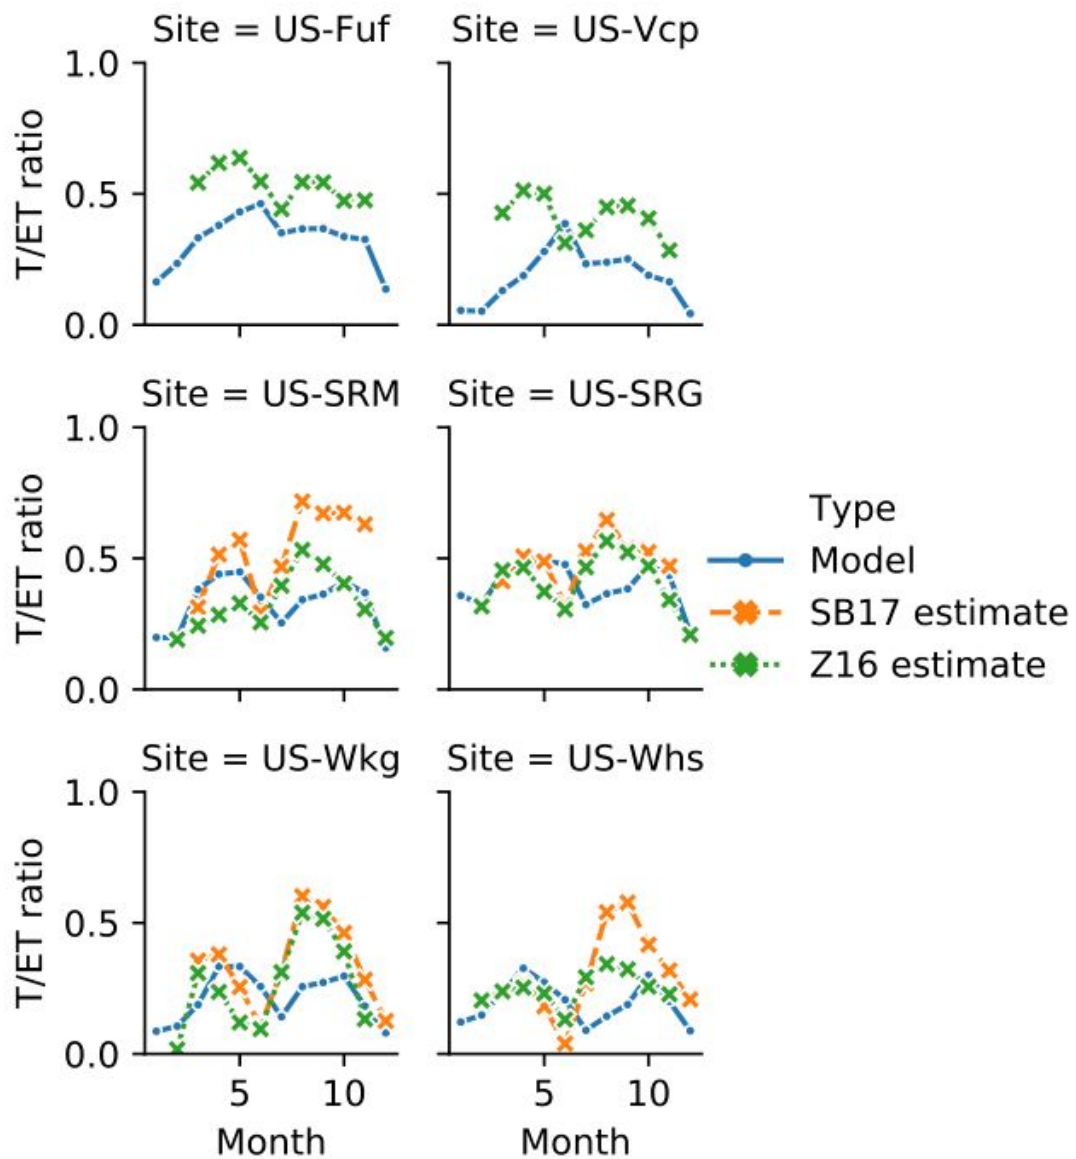 Site = US-Fuf
Site = US-Vcp
T/ET ratio
1.0
0.5
0.0
Site = US-SRM
Site = US-SRG
T/ET ratio
1.0
0.5
0.0
Type
Model
SB17 estimate
Z16 estimate
Site = US-Wkg
Site = US-Whs
T/ET ratio
1.0
0.5
0.0
5
10
5
10
Month
Month